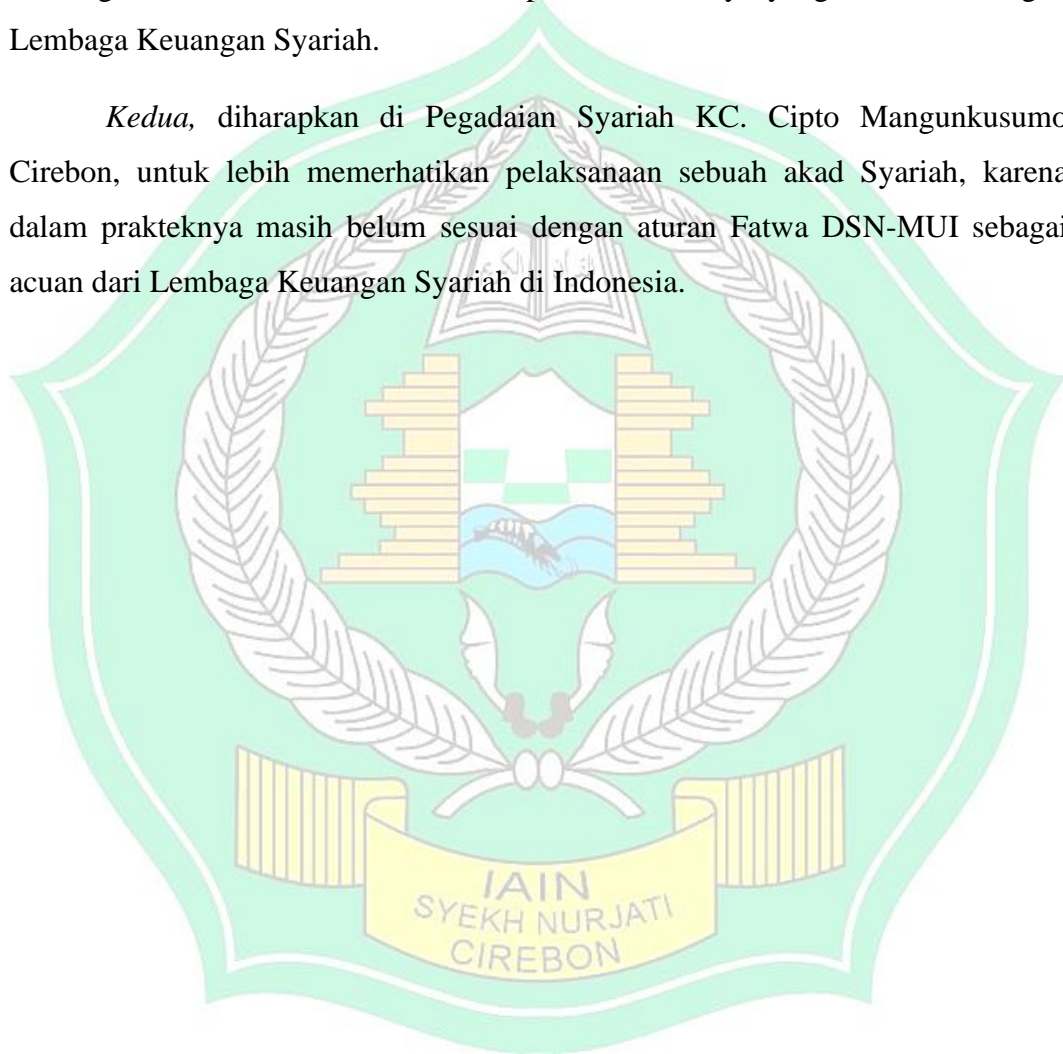 Lembaga Keuangan Syariah.
Kedua, diharapkan di Pegadaian Syariah KC. Cipto Mangunkusumo
Cirebon, untuk lebih memerhatikan pelaksanaan sebuah akad Syariah, karena
dalam prakteknya masih belum sesuai dengan aturan Fatwa DSN-MUI sebagai
acuan dari Lembaga Keuangan Syariah di Indonesia.
IAIN
SYEKH NURJATI
CIREBON